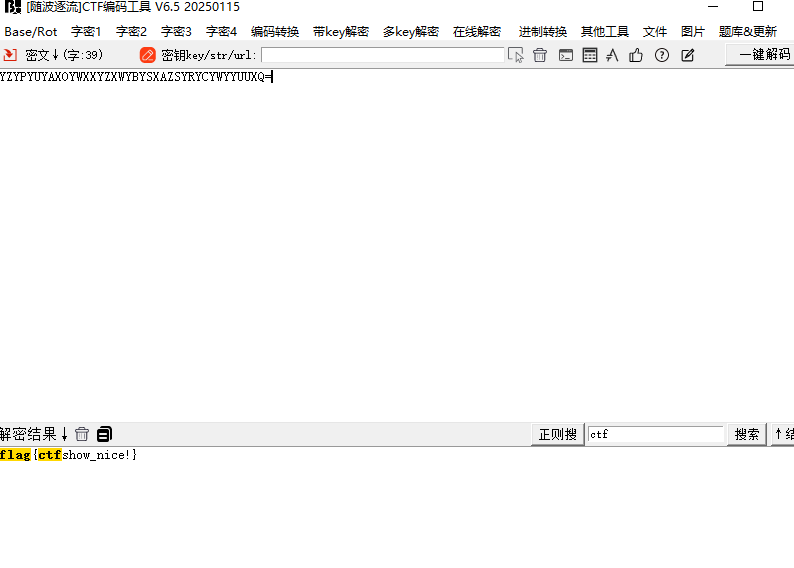 [随波逐流]CTF编码工具 V6.5 20250115
Base/Rot 字密1 字密2 字密3 字密4 编码转换 带key解密 多key解密 在线解密 进制转换 其他工具 文件 图片 题库&更新
密文↓(字:39) 密钥key/str/url: 一键解码
YZYPYUYAXOYWXXYZXWYBYSXAZSYRYCYWYYUUXQ=
解密结果↓ 正则搜 ctf 搜索 ↑结
flag{ctfshow_nice!}